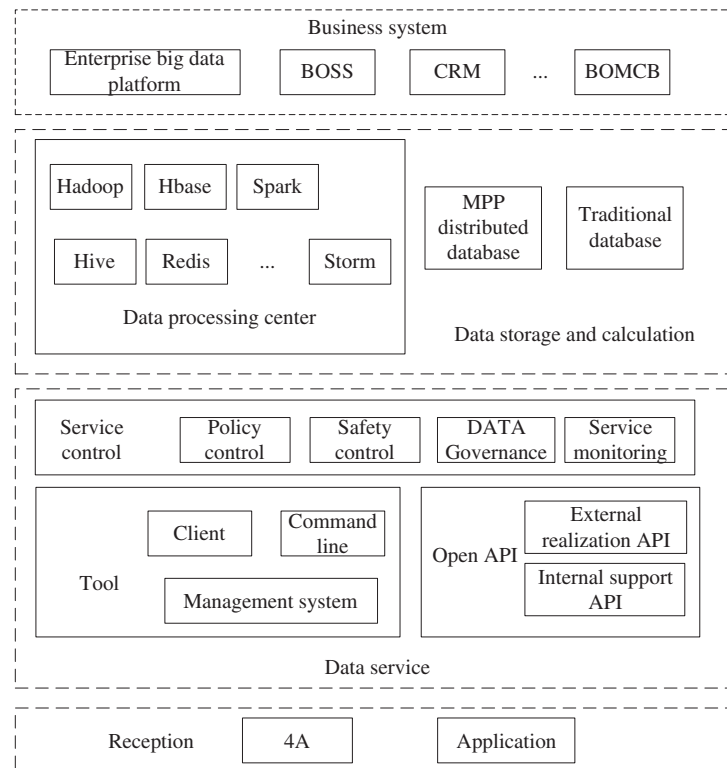 Business system
Enterprise big data
platform
BOSS
CRM
...
BOMCB
Hadoop
Hbase
Spark
Hive
Redis
...
Storm
Data processing center
MPP
distributed
database
Traditional
database
Data storage and calculation
Service
control
Policy
control
Safety
control
DATA
Governance
Service
monitoring
Client
Command
line
Tool
Management system
Open API
External
realization API
Internal support
API
Data service
Reception
4A
Application